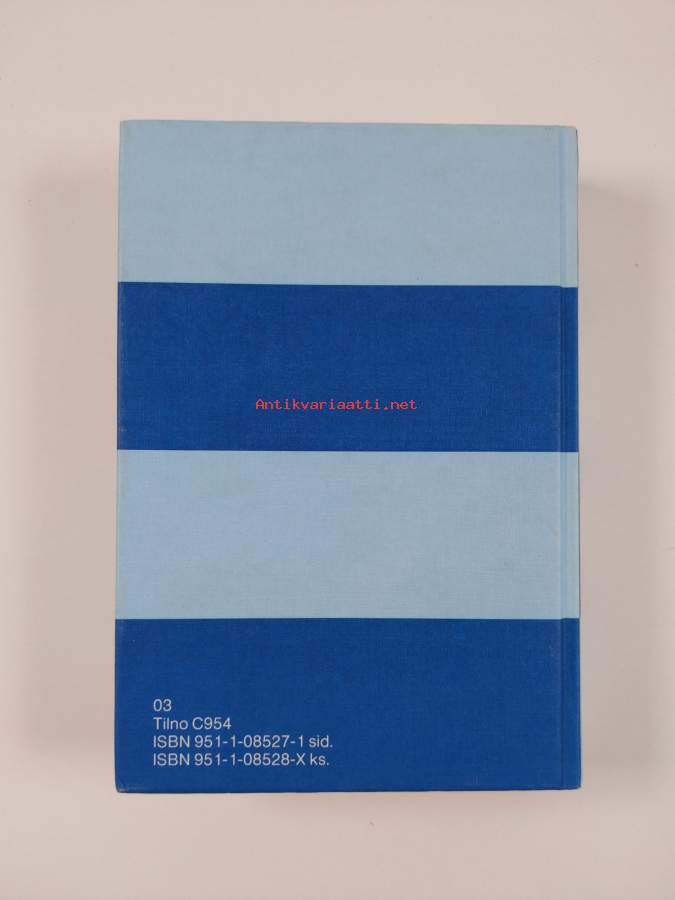 Antikvariaatti.net
03
Tilno C954
ISBN 951-1-08527-1 sid.
ISBN 951-1-08528-X ks.